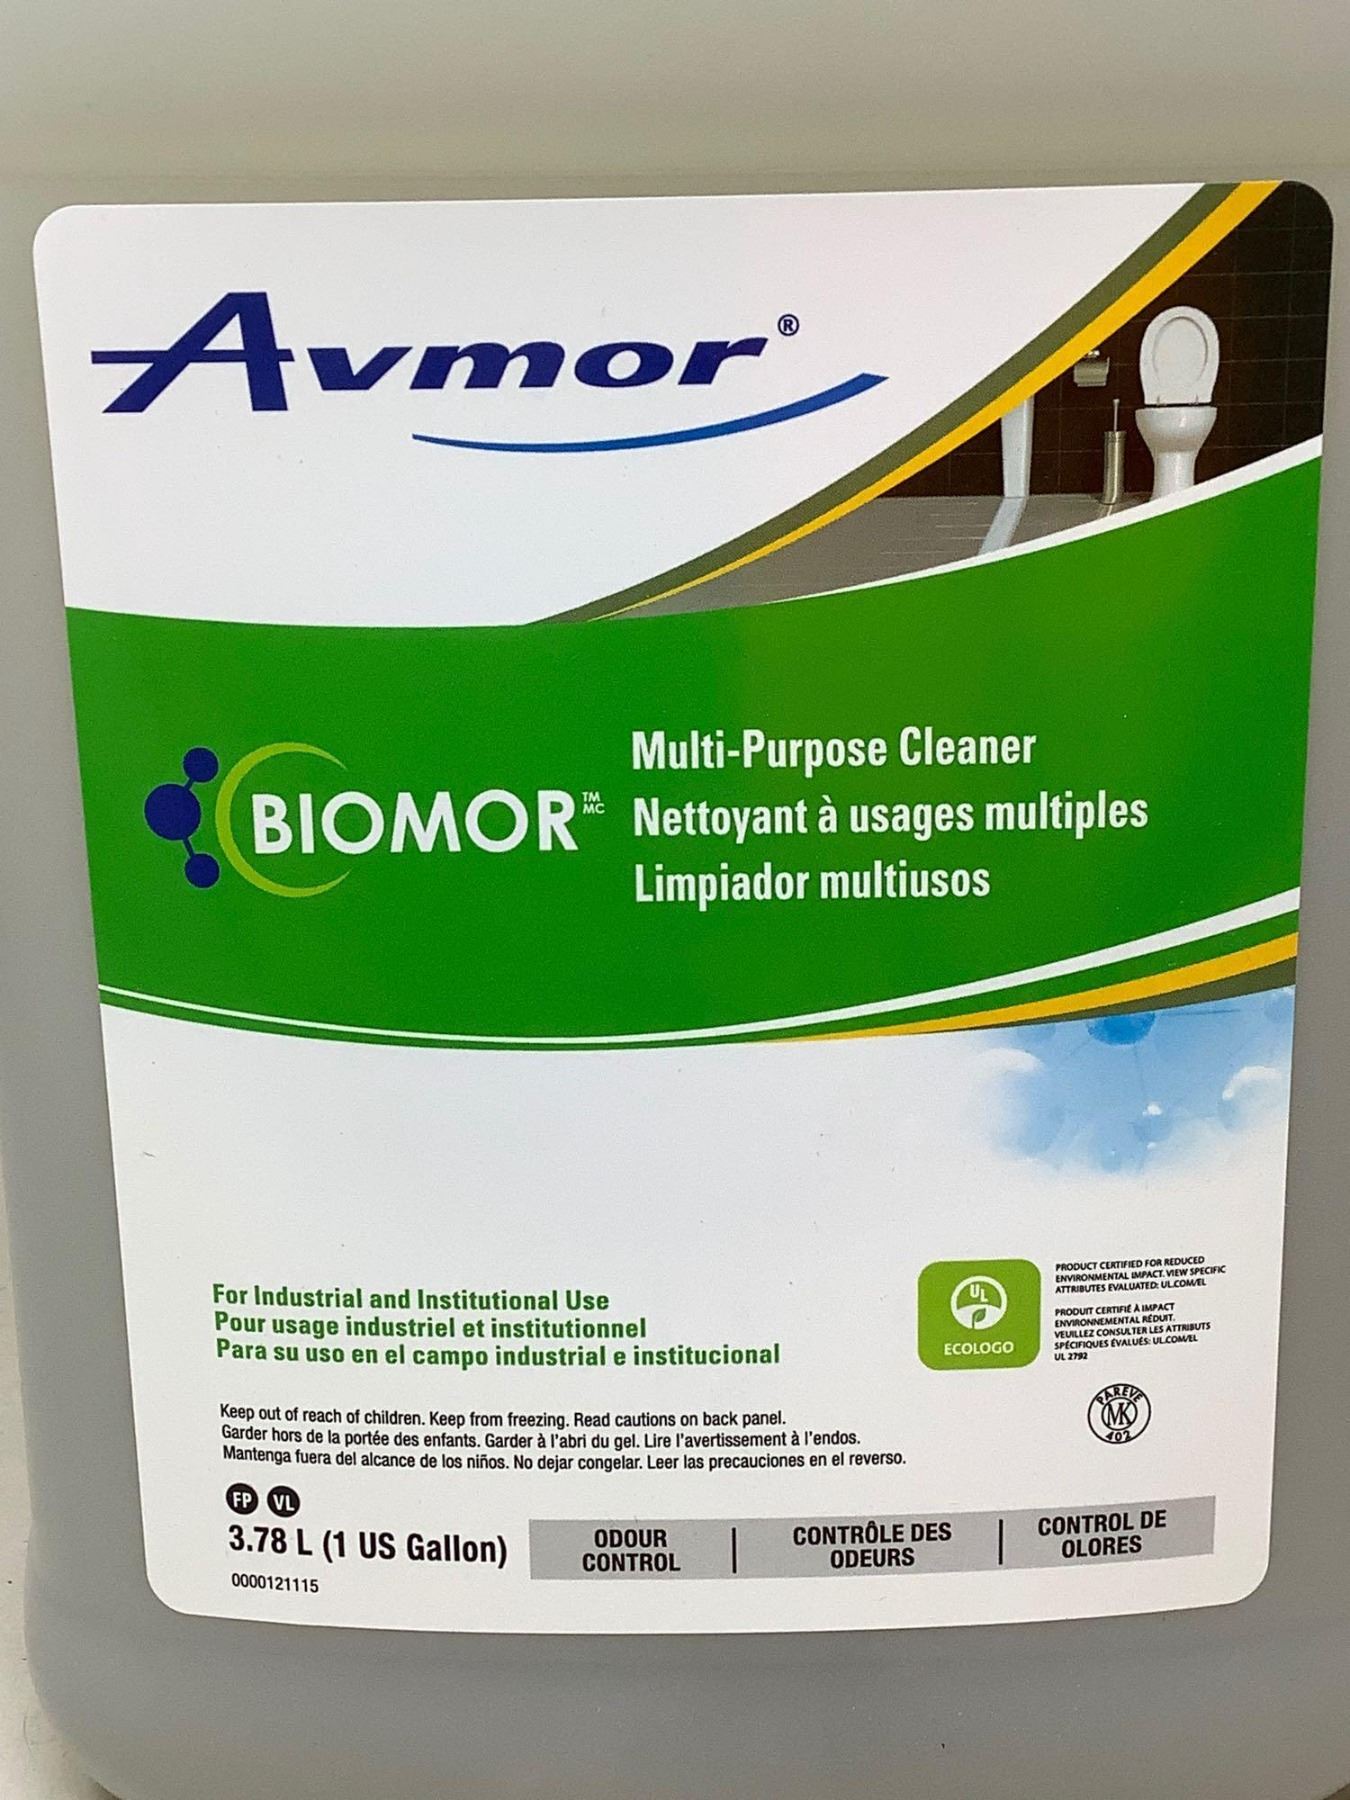 Avmor®
BIOMOR™ MC
Multi-Purpose Cleaner
Nettoyant à usages multiples
Limpiador multiusos
For Industrial and Institutional Use
Pour usage industriel et institutionnel
Para su uso en el campo industrial e institucional
UL
ECOLOGO
PRODUCT CERTIFIED FOR REDUCED
ENVIRONMENTAL IMPACT. VIEW SPECIFIC
ATTRIBUTES EVALUATED: UL.COM/EL
PRODUIT CERTIFIÉ À IMPACT
ENVIRONNEMENTAL RÉDUIT.
VEUILLEZ CONSULTER LES ATTRIBUTS
SPÉCIFIQUES ÉVALUÉS: UL.COM/EL
UL 2792
PAREVE
MK
402
Keep out of reach of children. Keep from freezing. Read cautions on back panel.
Garder hors de la portée des enfants. Garder à l'abri du gel. Lire l'avertissement à l'endos.
Mantenga fuera del alcance de los niños. No dejar congelar. Leer las precauciones en el reverso.
FP VL
3.78 L (1 US Gallon)
0000121115
ODOUR
CONTROL
CONTRÔLE DES
ODEURS
CONTROL DE
OLORES